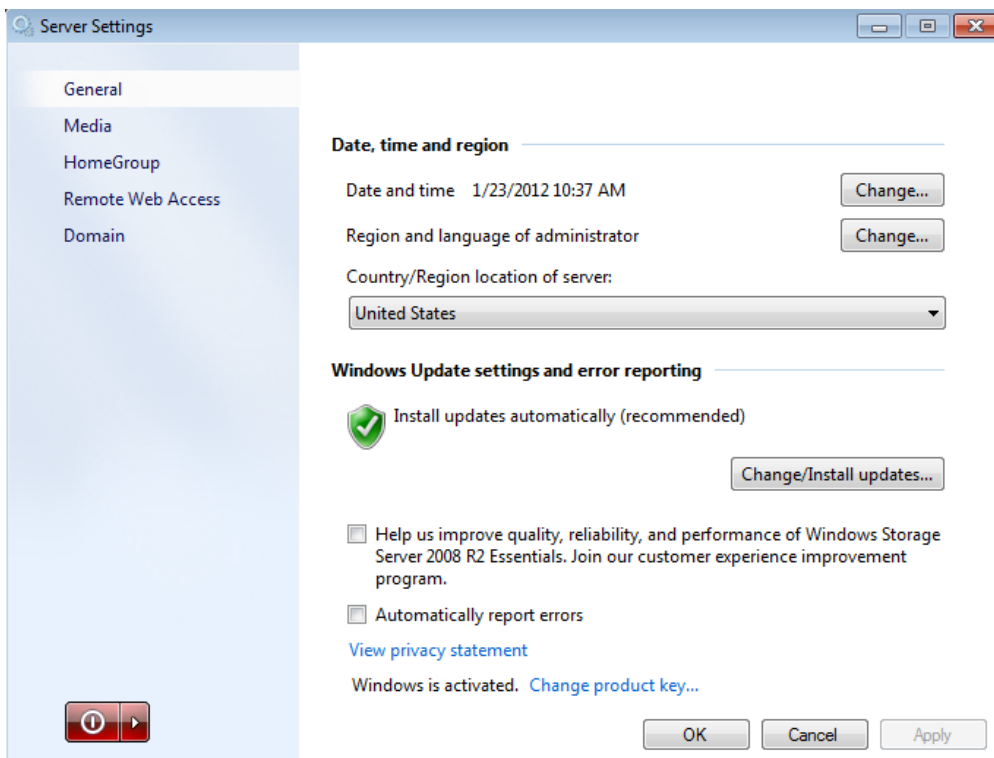 Server Settings
General
Media
HomeGroup
Remote Web Access
Domain
Date, time and region
Date and time 1/23/2012 10:37 AM
Change...
Region and language of administrator
Change...
Country/Region location of server:
United States
Windows Update settings and error reporting
Install updates automatically (recommended)
Change/Install updates...
Help us improve quality, reliability, and performance of Windows Storage
Server 2008 R2 Essentials. Join our customer experience improvement
program.
Automatically report errors
View privacy statement
Windows is activated. Change product key...
OK
Cancel
Apply